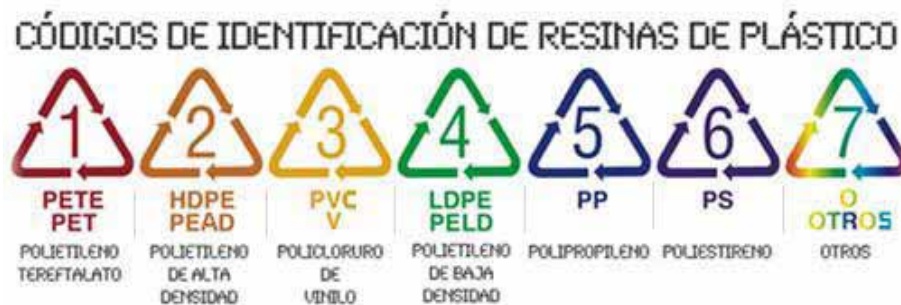 CÓDIGOS DE IDENTIFICACIÓN DE RESINAS DE PLÁSTICO
1 2 3 4 5 6 7
PETE HDPE PVC LDPE PP PS O
PET PEAD V PELD OTROS
POLIETILENO POLIETILENO POLICLORURO POLIETILENO POLIPROPILENO POLIESTIRENO OTROS
TEREFTALATO DE ALTA DE DE BAJA
DENSIDAD VINILO DENSIDAD